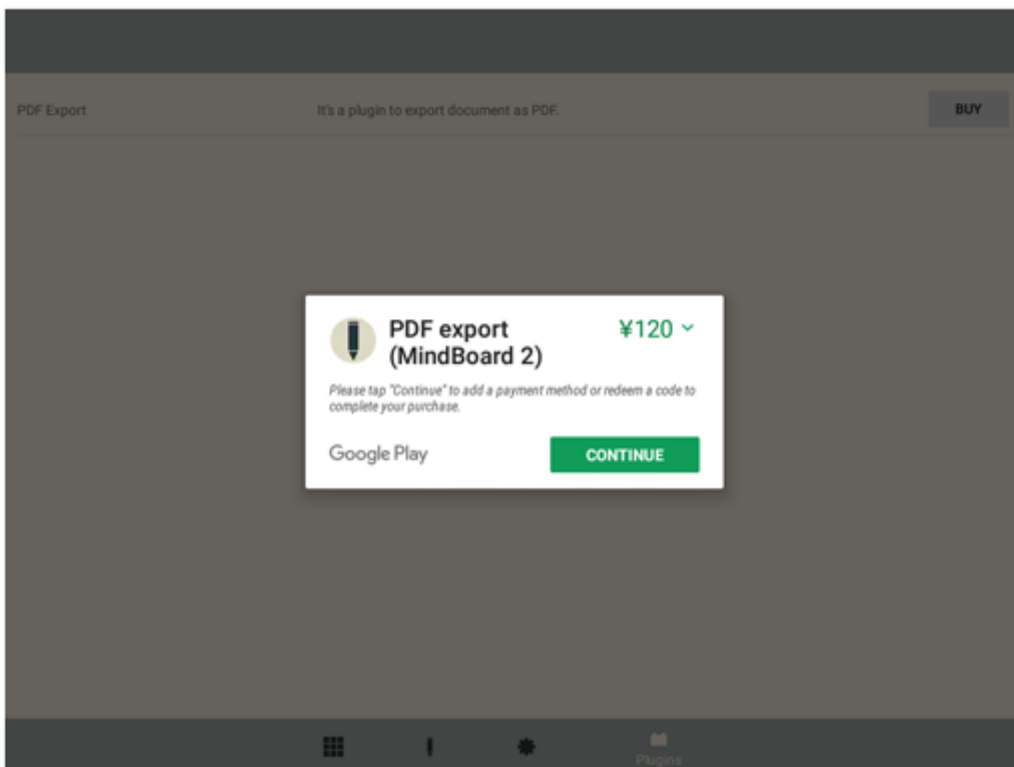 PDF Export It's a plugin to export document as PDF. BUY
PDF export ¥120
(MindBoard 2)
Please tap "Continue" to add a payment method or redeem a code to
complete your purchase.
Google Play CONTINUE
Plugins